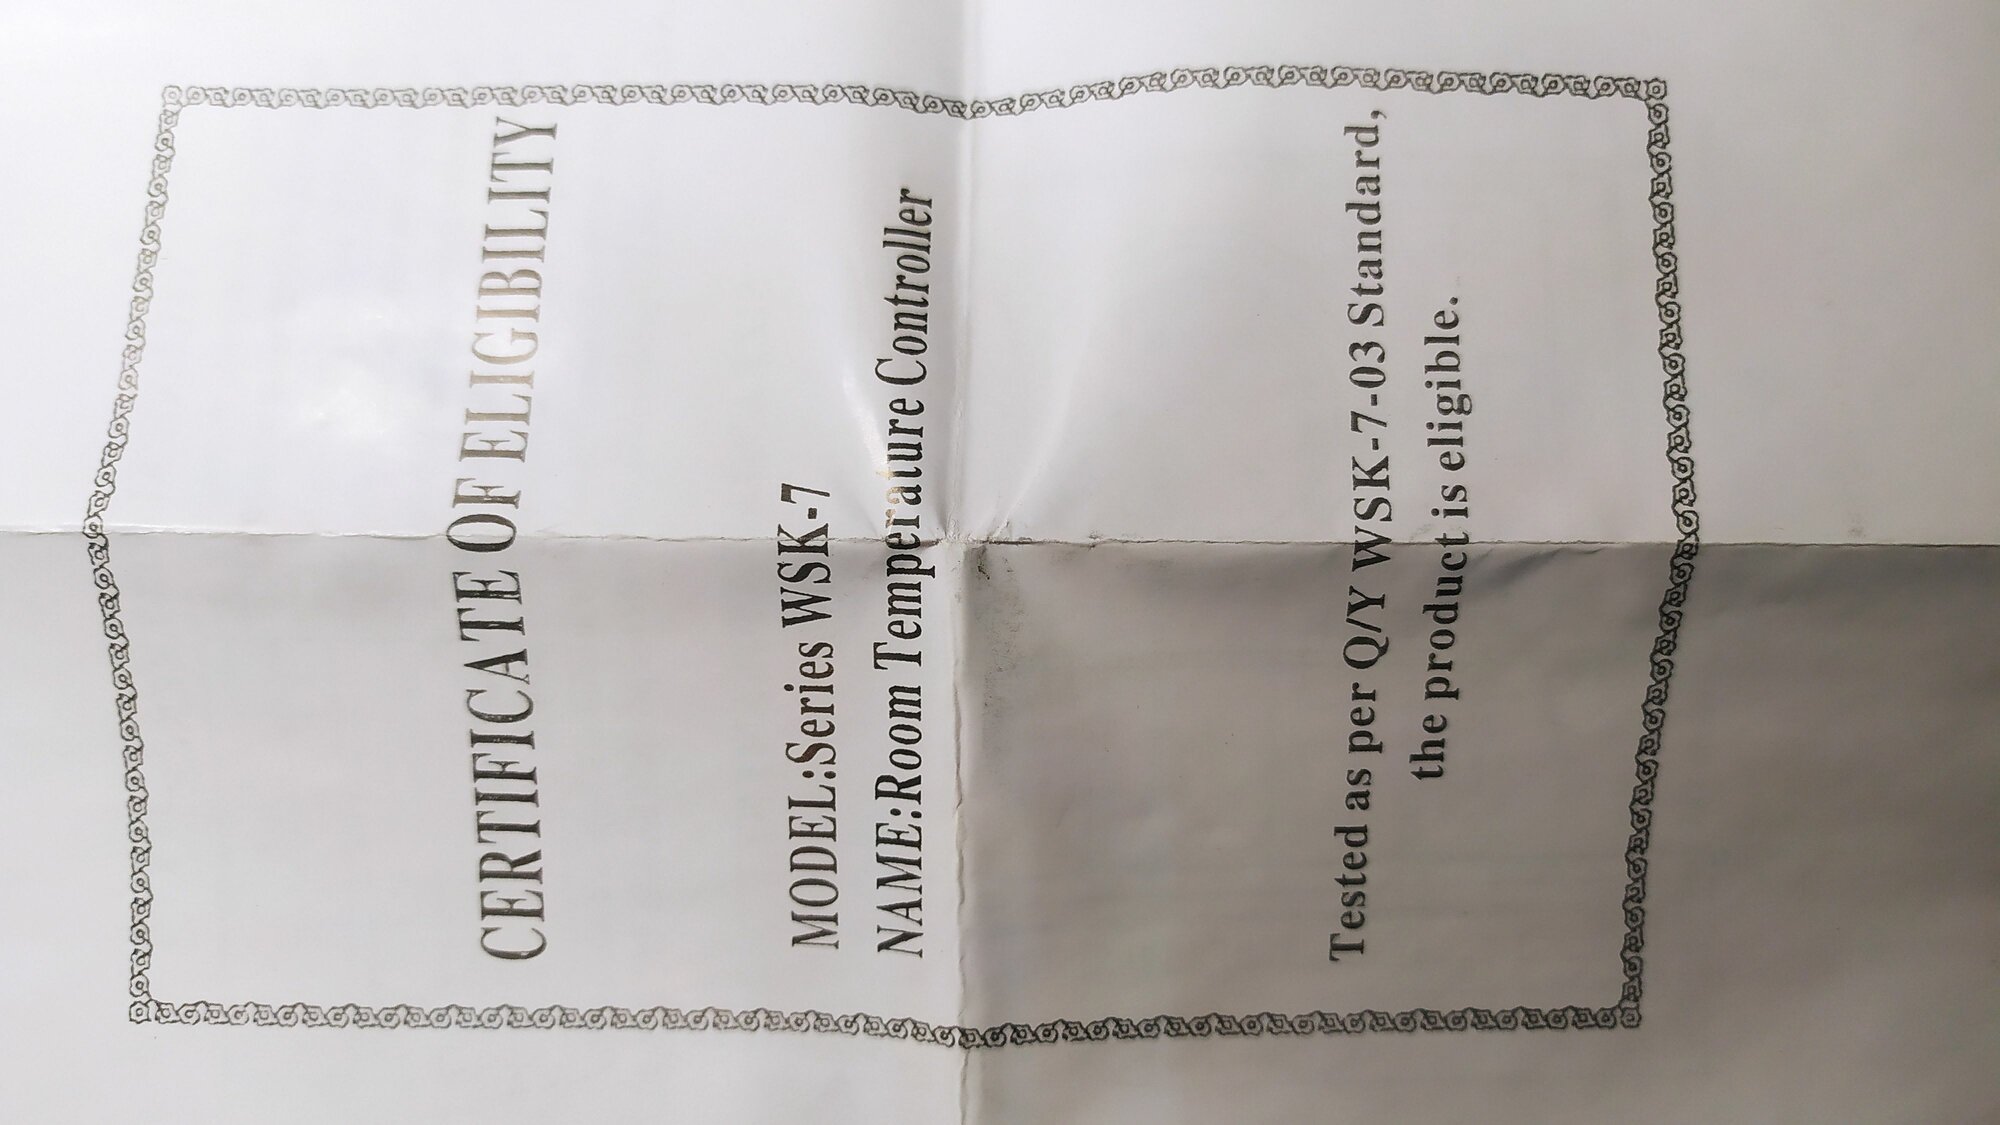 CERTIFICATE OF ELIGIBILITY
MODEL:Series WSK-7
NAME:Room Temperature Controller
Tested as per Q/Y WSK-7-03 Standard,
the product is eligible.